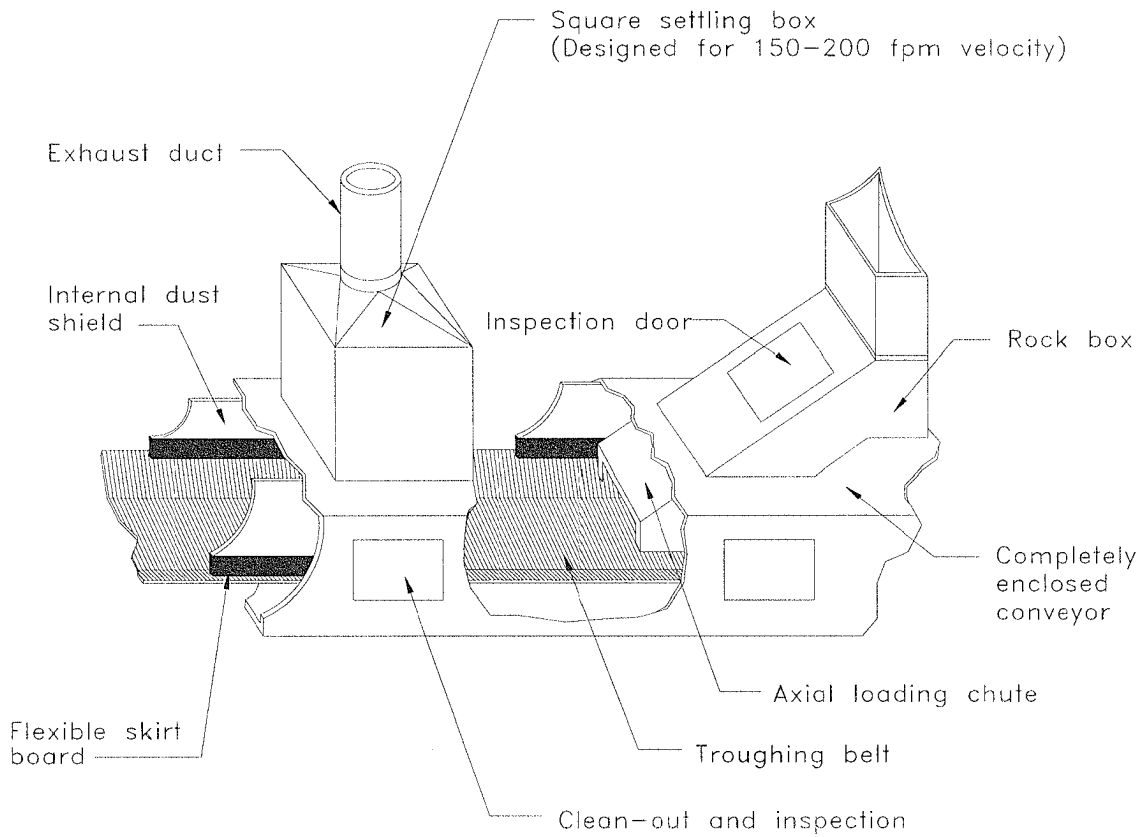 Square settling box
(Designed for 150-200 fpm velocity)
Exhaust duct
Internal dust
shield
Inspection door
Rock box
Completely
enclosed
conveyor
Axial loading chute
Flexible skirt
board
Troughing belt
Clean-out and inspection